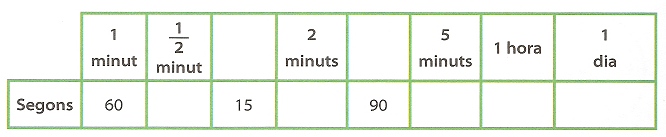 1 minut
1/2 minut
2 minuts
5 minuts
1 hora
1 dia
Segons 60 15 90